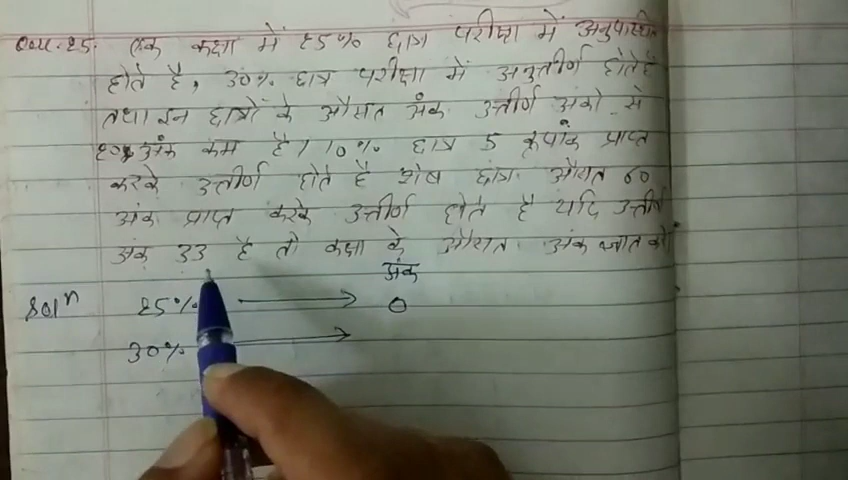 Que. 25. एक कक्षा में 25% छात्र परीक्षा में अनुपस्थित
होते है, 30% छात्र परीक्षा में अनुत्तीर्ण होते है
तथा इन छात्रों के औसत अंक उत्तीर्ण अंको से
20 अंक कम है। 10% छात्र 5 कृपांक प्राप्त
करके उत्तीर्ण होते है शेष छात्र औसत 60
अंक प्राप्त करके उत्तीर्ण होते है यदि उत्तीर्ण
अंक 33 है तो कक्षा के औसत अंक ज्ञात करो।
अंक
Solⁿ 25% → 0
30% →